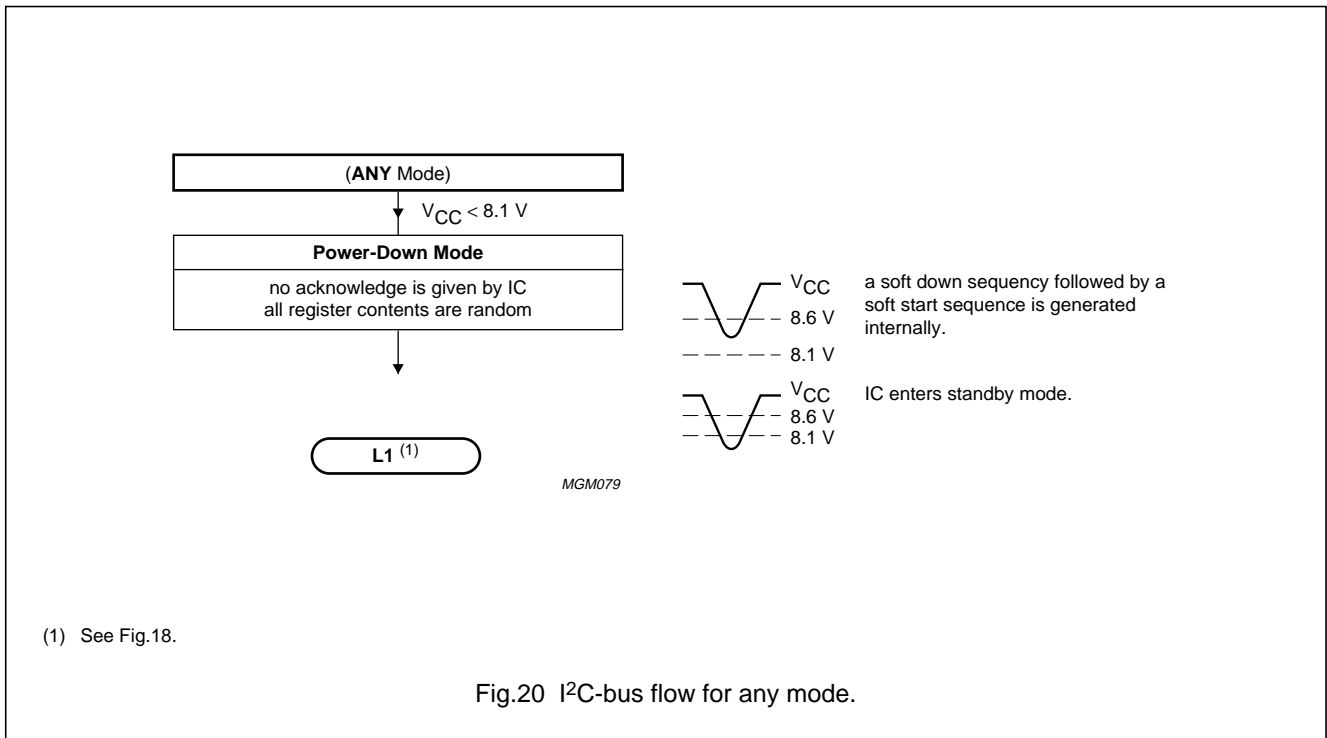 (ANY Mode)
VCC < 8.1 V
Power-Down Mode
no acknowledge is given by IC
all register contents are random
L1 (1)
MGM079
VCC
8.6 V
8.1 V
a soft down sequency followed by a
soft start sequence is generated
internally.
VCC
8.6 V
8.1 V
IC enters standby mode.
(1) See Fig.18.
Fig.20 I²C-bus flow for any mode.